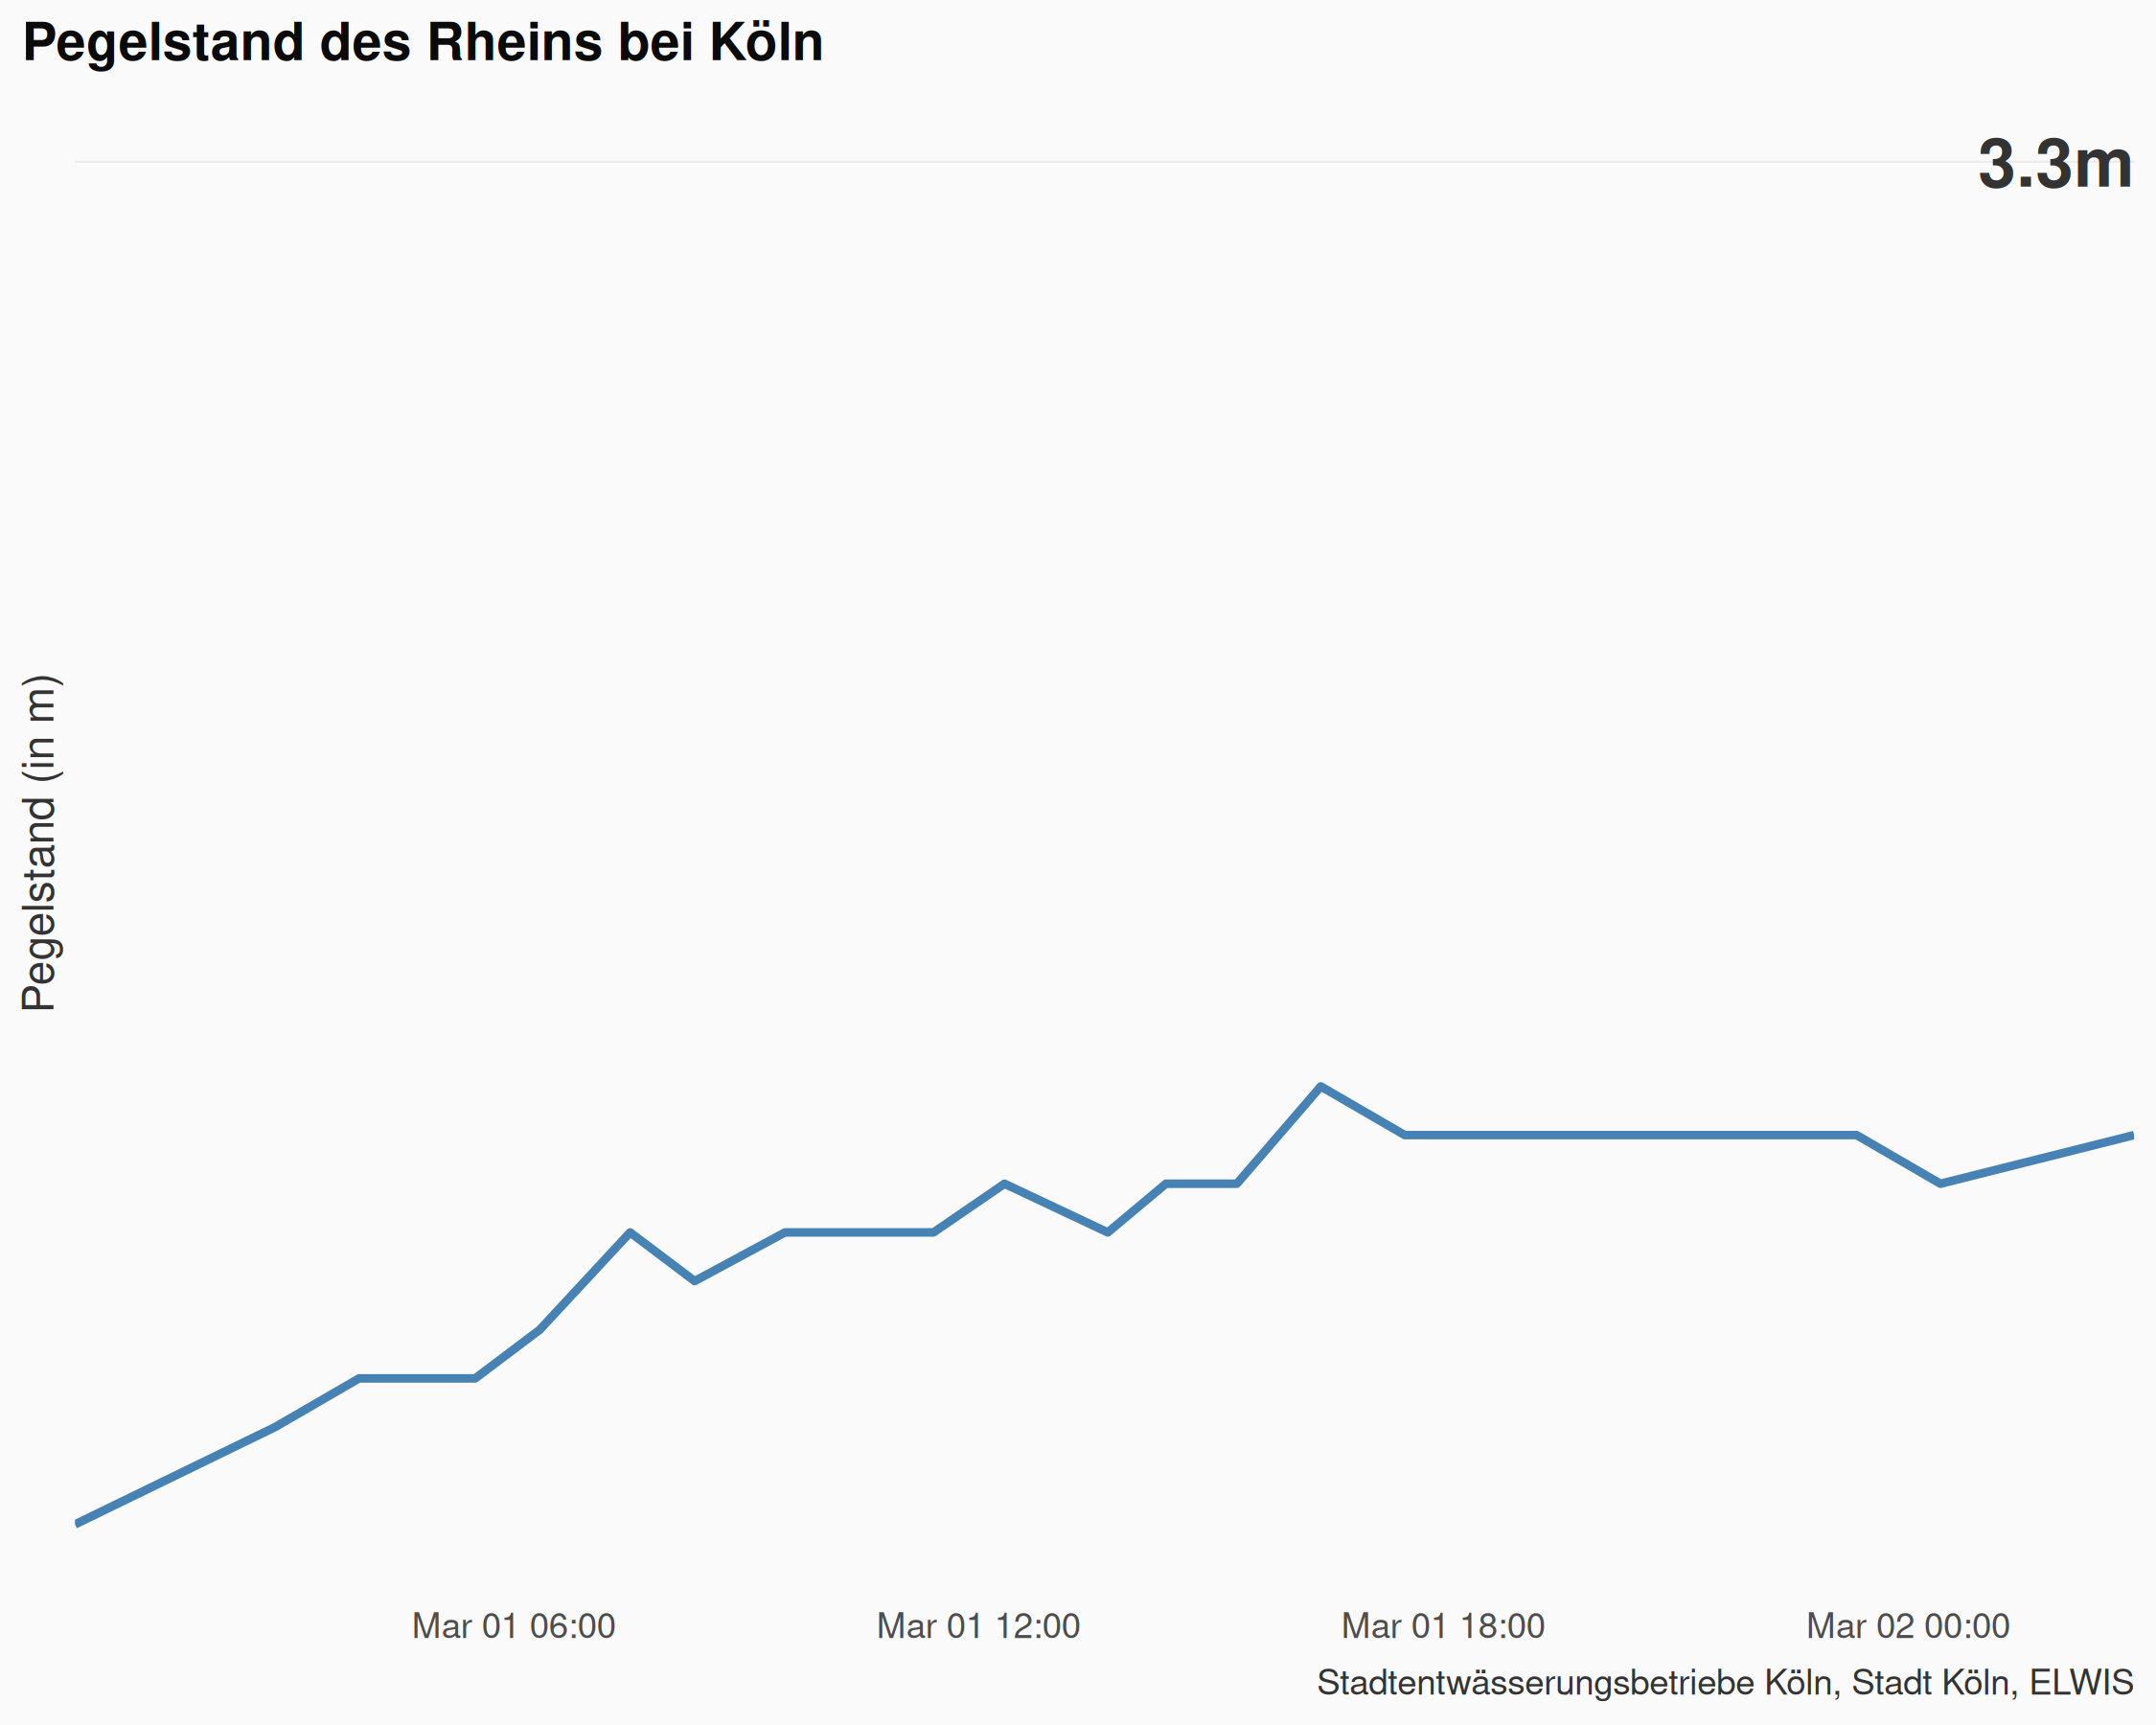 Pegelstand des Rheins bei Köln
3.3m
Pegelstand (in m)
Mar 01 06:00
Mar 01 12:00
Mar 01 18:00
Mar 02 00:00
Stadtentwässerungsbetriebe Köln, Stadt Köln, ELWIS